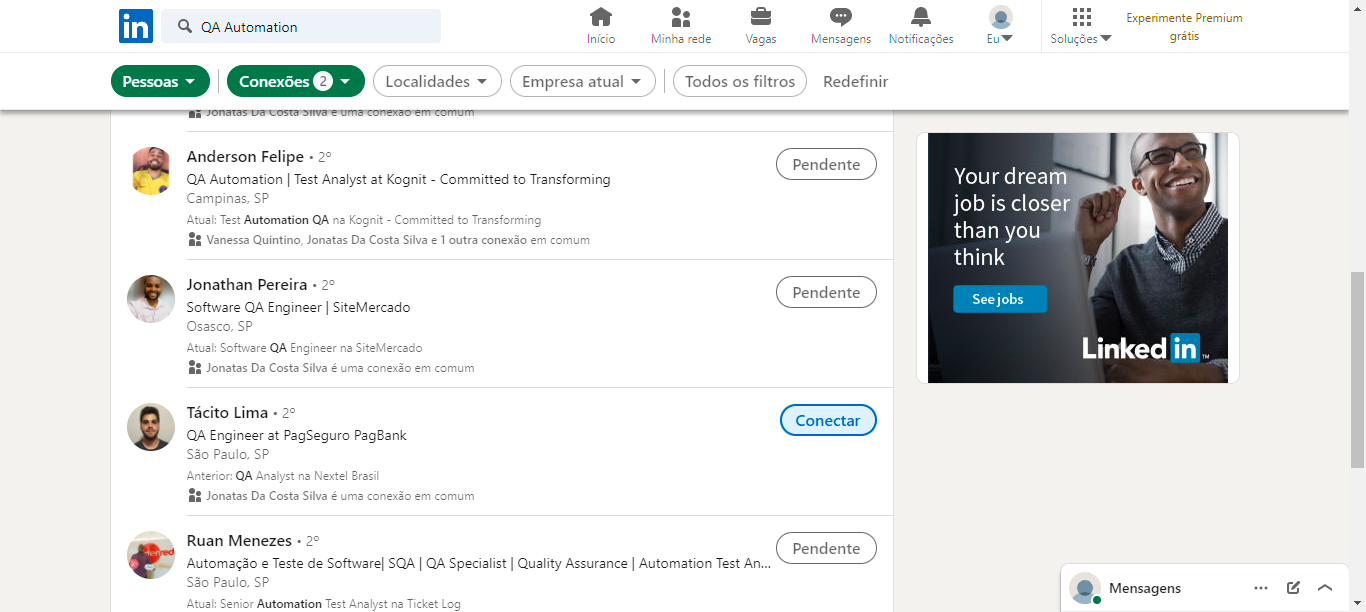 in
QA Automation
Início
Minha rede
Vagas
Mensagens
Notificações
Eu
Soluções
Experimente Premium
grátis
Pessoas
Conexões 2
Localidades
Empresa atual
Todos os filtros
Redefinir
Jonatas Da Costa Silva é uma conexão em comum
Anderson Felipe • 2º
Pendente
QA Automation | Test Analyst at Kognit - Committed to Transforming
Campinas, SP
Atual: Test Automation QA na Kognit - Committed to Transforming
Vanessa Quintino, Jonatas Da Costa Silva e 1 outra conexão em comum
Jonathan Pereira • 2º
Pendente
Software QA Engineer | SiteMercado
Osasco, SP
Atual: Software QA Engineer na SiteMercado
Jonatas Da Costa Silva é uma conexão em comum
Tácito Lima • 2º
Conectar
QA Engineer at PagSeguro PagBank
São Paulo, SP
Anterior: QA Analyst na Nextel Brasil
Jonatas Da Costa Silva é uma conexão em comum
Ruan Menezes • 2º
Pendente
Automação e Teste de Software| SQA | QA Specialist | Quality Assurance | Automation Test An...
São Paulo, SP
Atual: Senior Automation Test Analyst na Ticket Log
Your dream
job is closer
than you
think
See jobs
Linked in ™
Mensagens